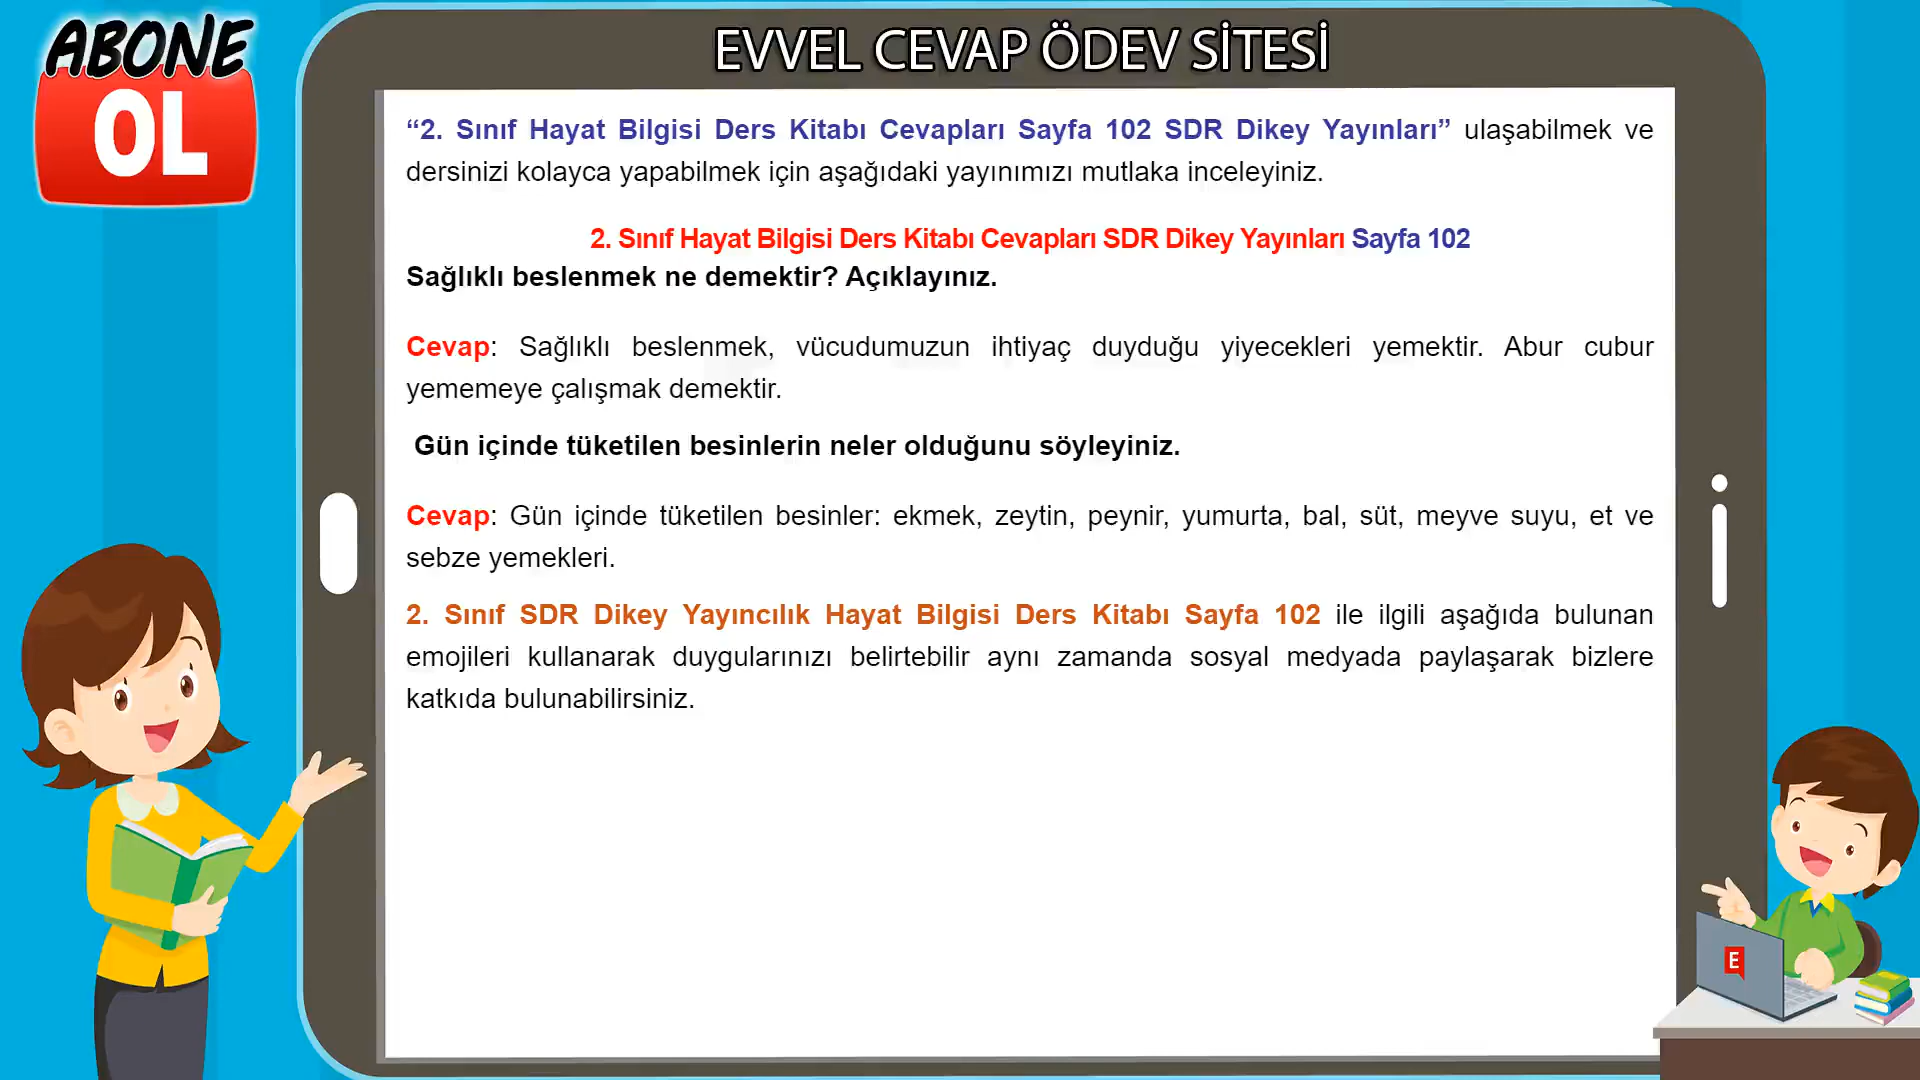 ABONE
OL
EVVEL CEVAP ÖDEV SİTESİ
“2. Sınıf Hayat Bilgisi Ders Kitabı Cevapları Sayfa 102 SDR Dikey Yayınları” ulaşabilmek ve
dersinizi kolayca yapabilmek için aşağıdaki yayınımızı mutlaka inceleyiniz.
2. Sınıf Hayat Bilgisi Ders Kitabı Cevapları SDR Dikey Yayınları Sayfa 102
Sağlıklı beslenmek ne demektir? Açıklayınız.
Cevap: Sağlıklı beslenmek, vücudumuzun ihtiyaç duyduğu yiyecekleri yemektir. Abur cubur
yememeye çalışmak demektir.
Gün içinde tüketilen besinlerin neler olduğunu söyleyiniz.
Cevap: Gün içinde tüketilen besinler: ekmek, zeytin, peynir, yumurta, bal, süt, meyve suyu, et ve
sebze yemekleri.
2. Sınıf SDR Dikey Yayıncılık Hayat Bilgisi Ders Kitabı Sayfa 102 ile ilgili aşağıda bulunan
emojileri kullanarak duygularınızı belirtebilir aynı zamanda sosyal medyada paylaşarak bizlere
katkıda bulunabilirsiniz.
E